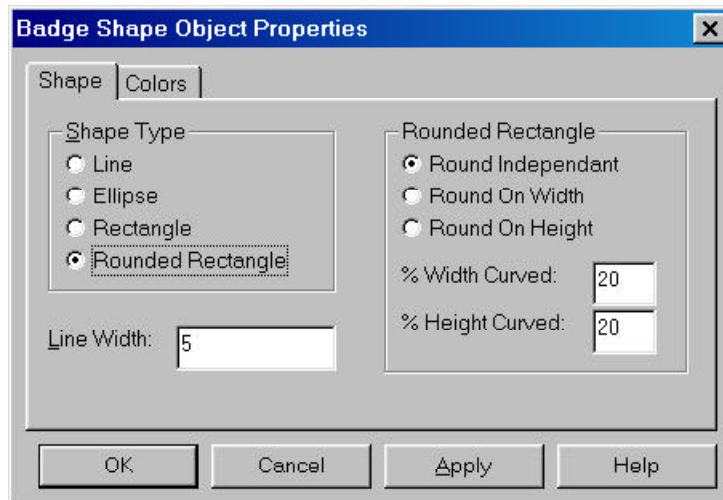 Badge Shape Object Properties
Shape Colors
Shape Type
Line
Ellipse
Rectangle
Rounded Rectangle
Line Width: 5
Rounded Rectangle
Round Independant
Round On Width
Round On Height
% Width Curved: 20
% Height Curved: 20
OK Cancel Apply Help